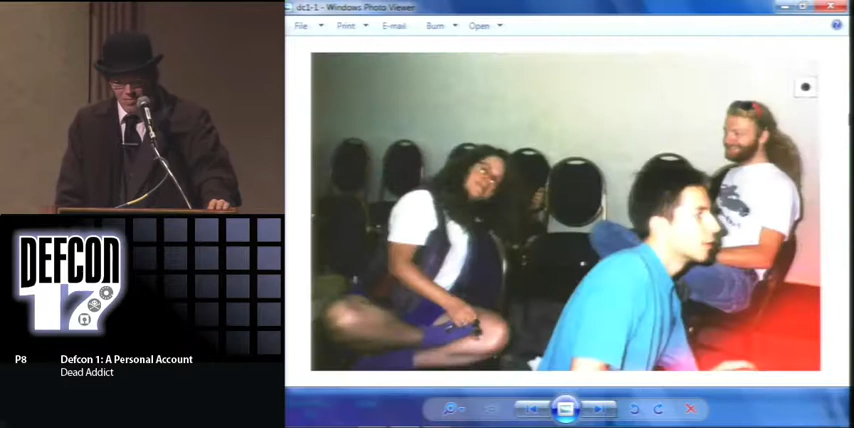 dc1-1 - Windows Photo Viewer
File
Print
E-mail
Burn
Open
DEFCON
17
P8
Defcon 1: A Personal Account
Dead Addict